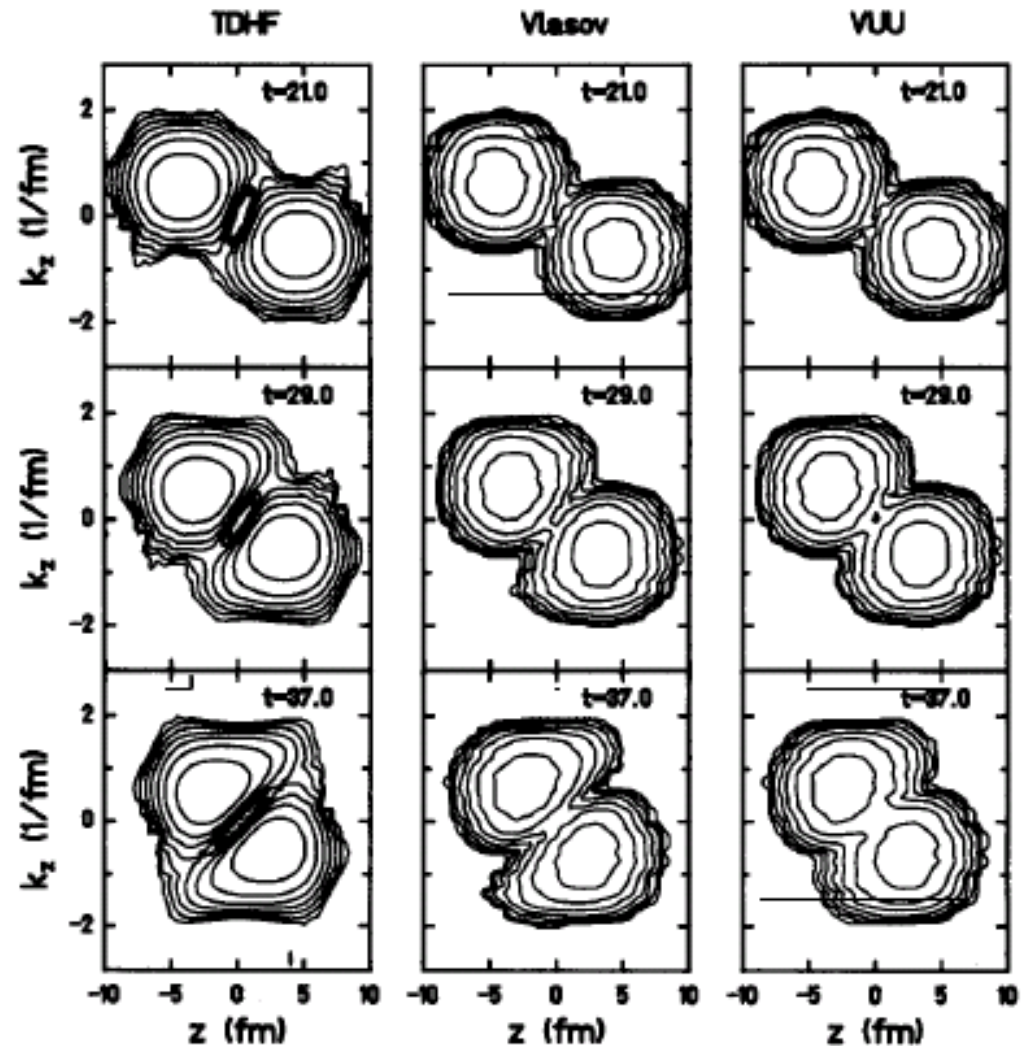 TDHF Vlasov VUU
t=21.0 t=21.0 t=21.0
2
0
-2
k_z (1/fm)
t=29.0 t=29.0 t=29.0
2
0
-2
k_z (1/fm)
t=37.0 t=37.0 t=37.0
2
0
-2
k_z (1/fm)
-10 -5 0 5 10 -10 -5 0 5 10 -10 -5 0 5 10
z (fm) z (fm) z (fm)